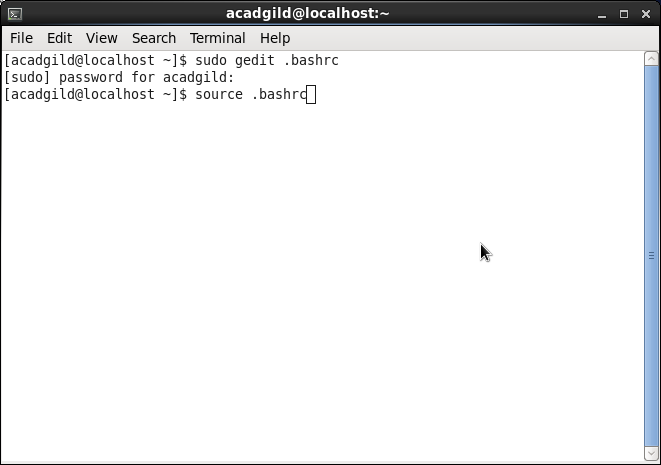 acadgild@localhost:~
File Edit View Search Terminal Help
[acadgild@localhost ~]$ sudo gedit .bashrc
[sudo] password for acadgild:
[acadgild@localhost ~]$ source .bashrc